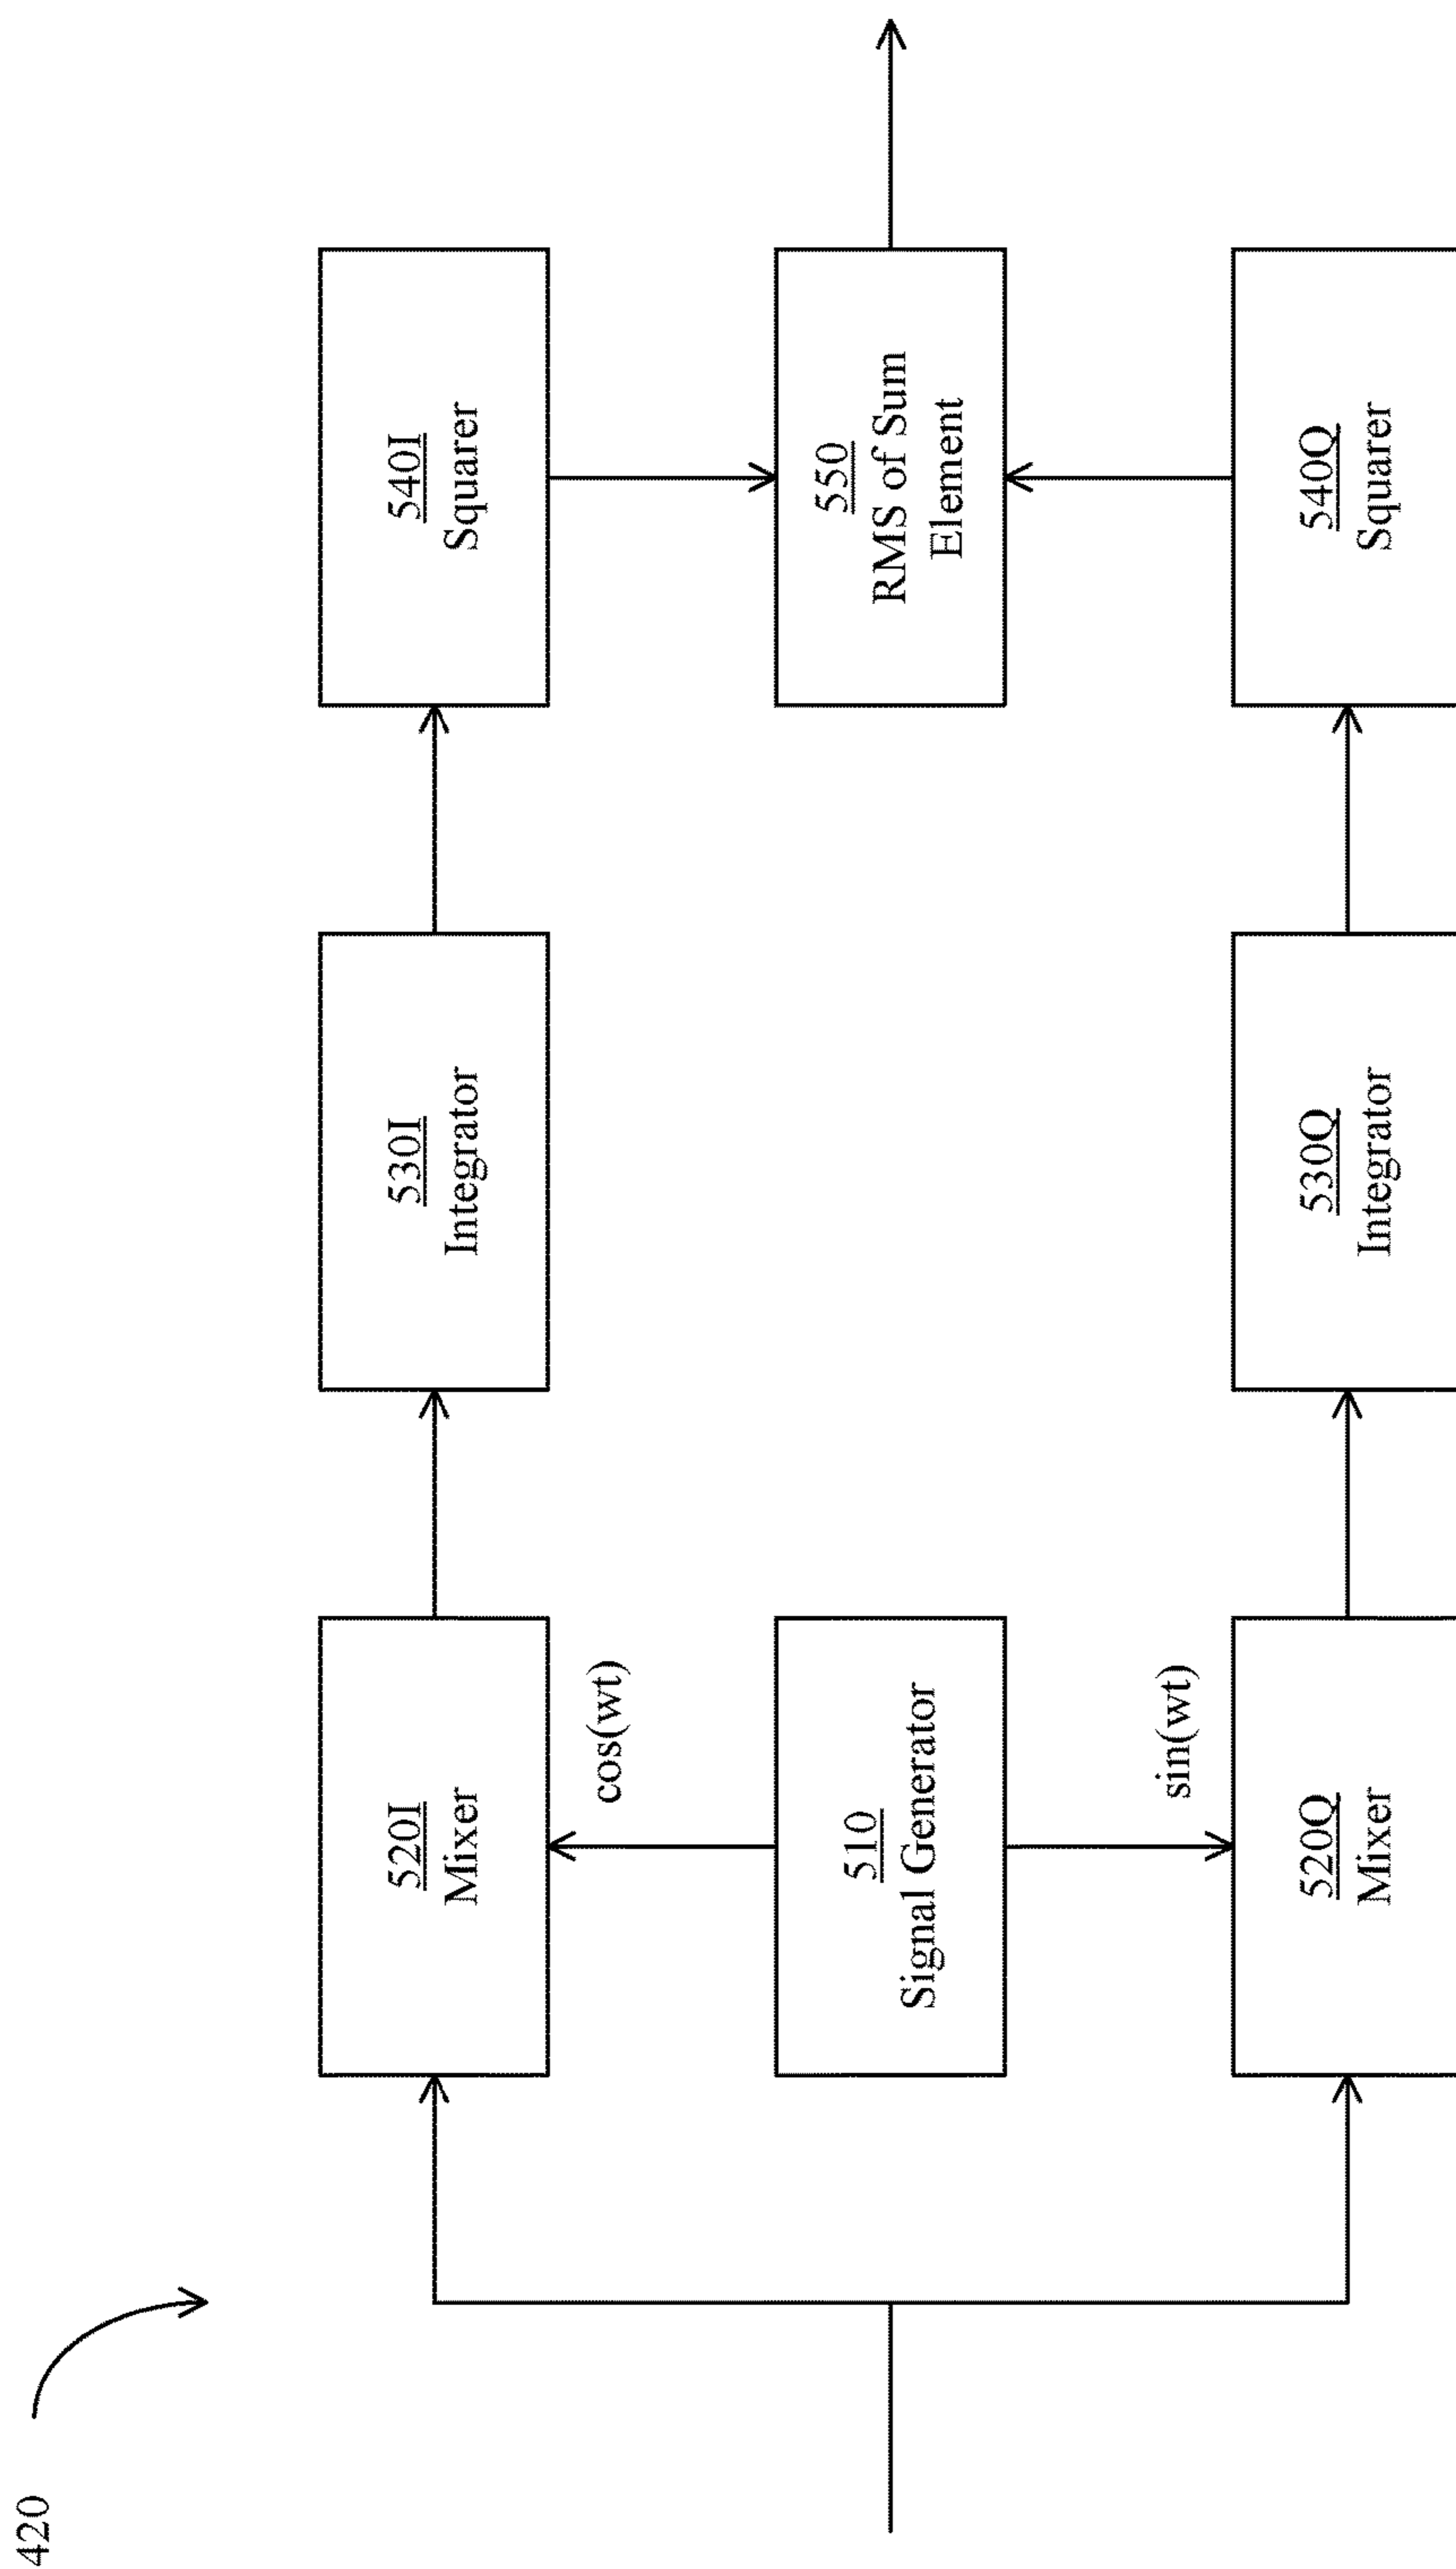 420
520I
Mixer
530I
Integrator
540I
Squarer
cos(wt)
510
Signal Generator
550
RMS of Sum
Element
sin(wt)
520Q
Mixer
530Q
Integrator
540Q
Squarer